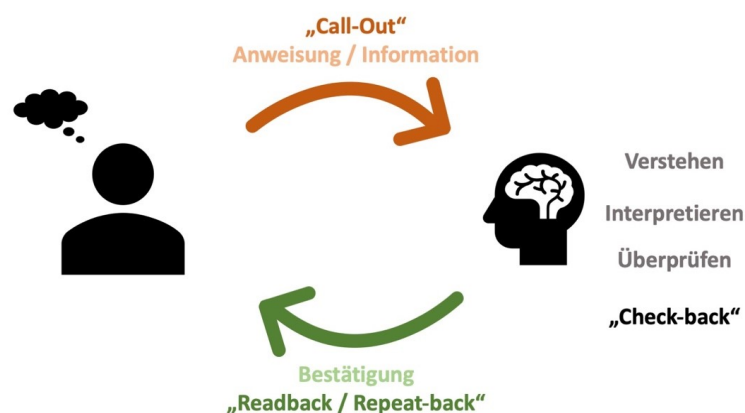 „Call-Out“
Anweisung / Information
Verstehen
Interpretieren
Überprüfen
„Check-back“
Bestätigung
„Readback / Repeat-back“